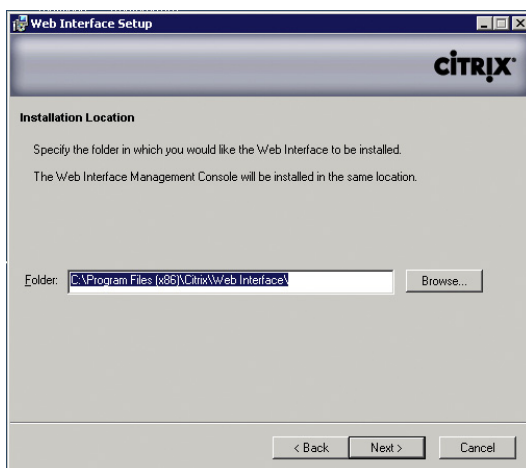 Web Interface Setup
CİTRIX
Installation Location
Specify the folder in which you would like the Web Interface to be installed.
The Web Interface Management Console will be installed in the same location.
Folder: C:\Program Files (x86)\Citrix\Web Interface\ Browse...
< Back Next > Cancel